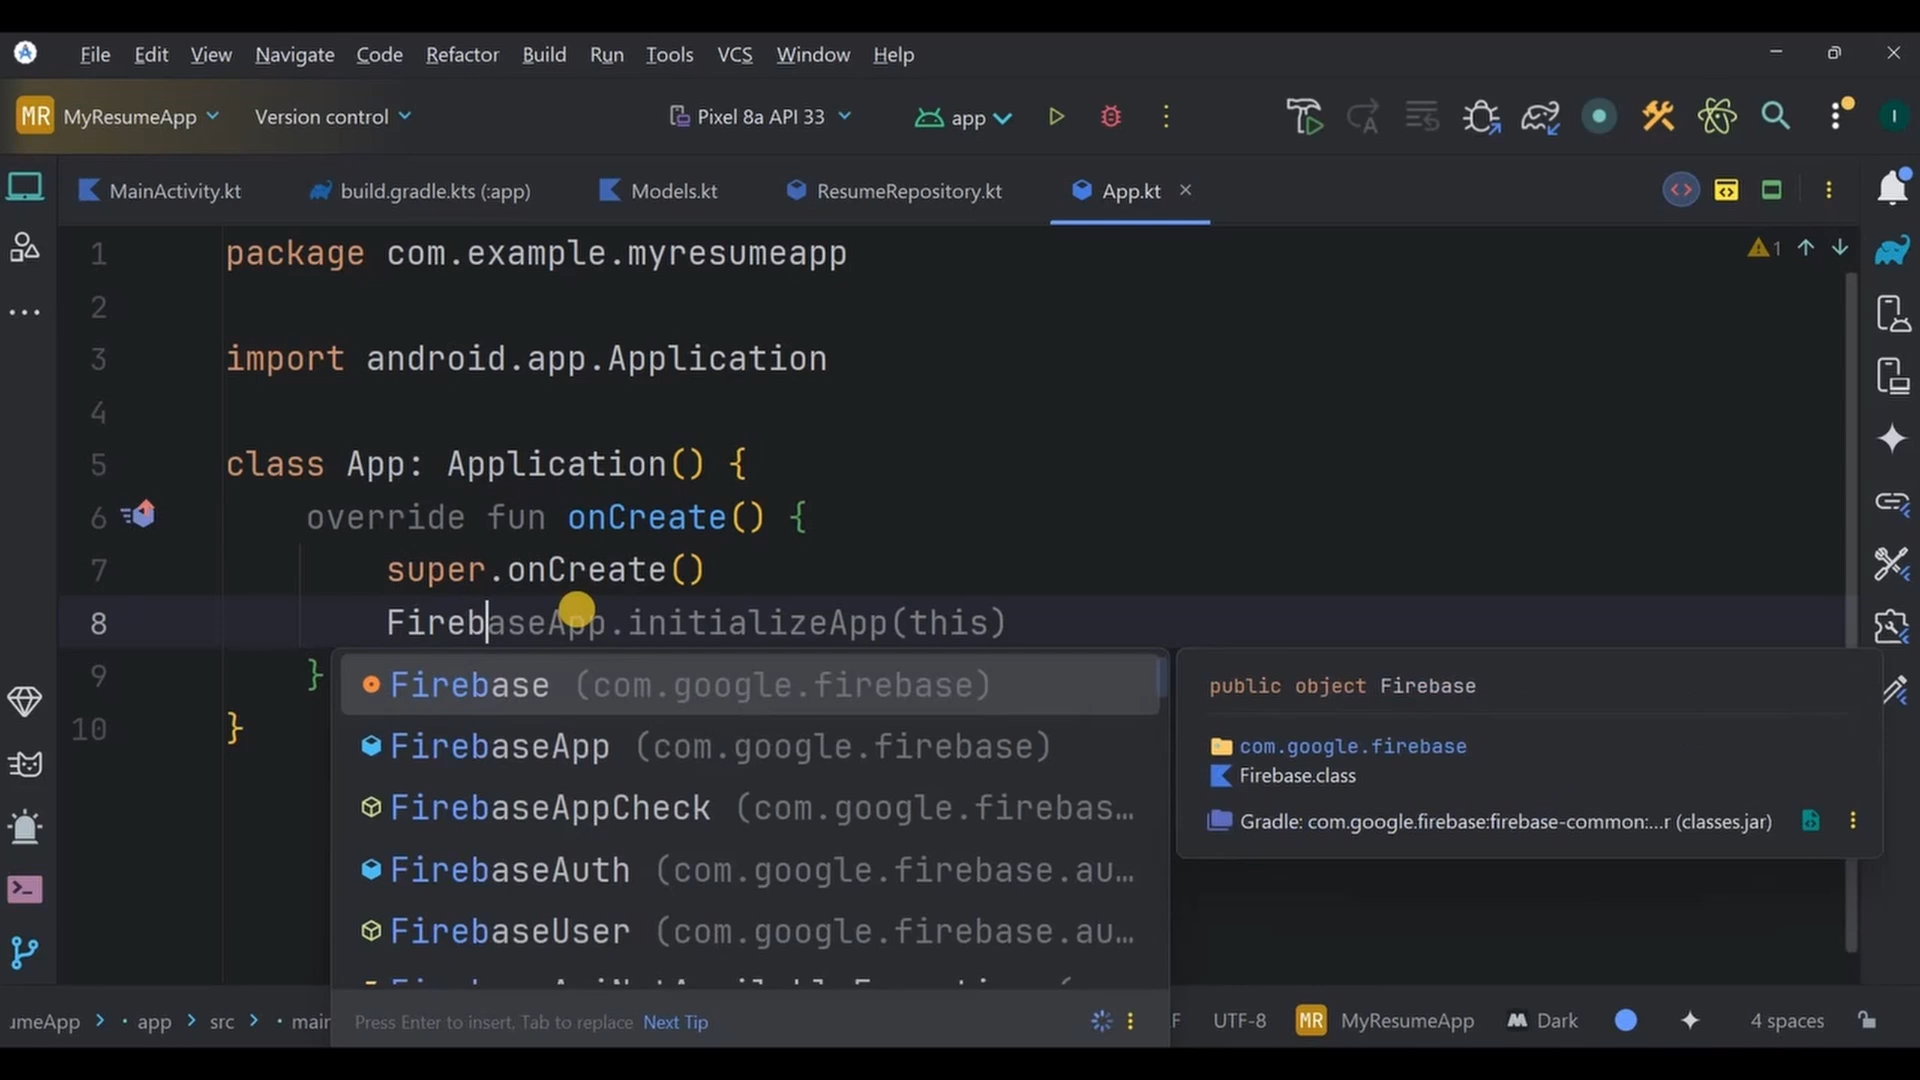 File Edit View Navigate Code Refactor Build Run Tools VCS Window Help
MR MyResumeApp Version control Pixel 8a API 33 app I
MainActivity.kt build.gradle.kts (:app) Models.kt ResumeRepository.kt App.kt
1 package com.example.myresumeapp 1
2
3 import android.app.Application
4
5 class App: Application() {
6 override fun onCreate() {
7 super.onCreate()
8 FirebaseApp.initializeApp(this)
9 }
10 }
Firebase (com.google.firebase)
FirebaseApp (com.google.firebase)
FirebaseAppCheck (com.google.firebas...
FirebaseAuth (com.google.firebase.au...
FirebaseUser (com.google.firebase.au...
Press Enter to insert, Tab to replace Next Tip
public object Firebase
com.google.firebase
Firebase.class
Gradle: com.google.firebase:firebase-common:...r (classes.jar)
umeApp > app > src > main F UTF-8 MR MyResumeApp Dark 4 spaces